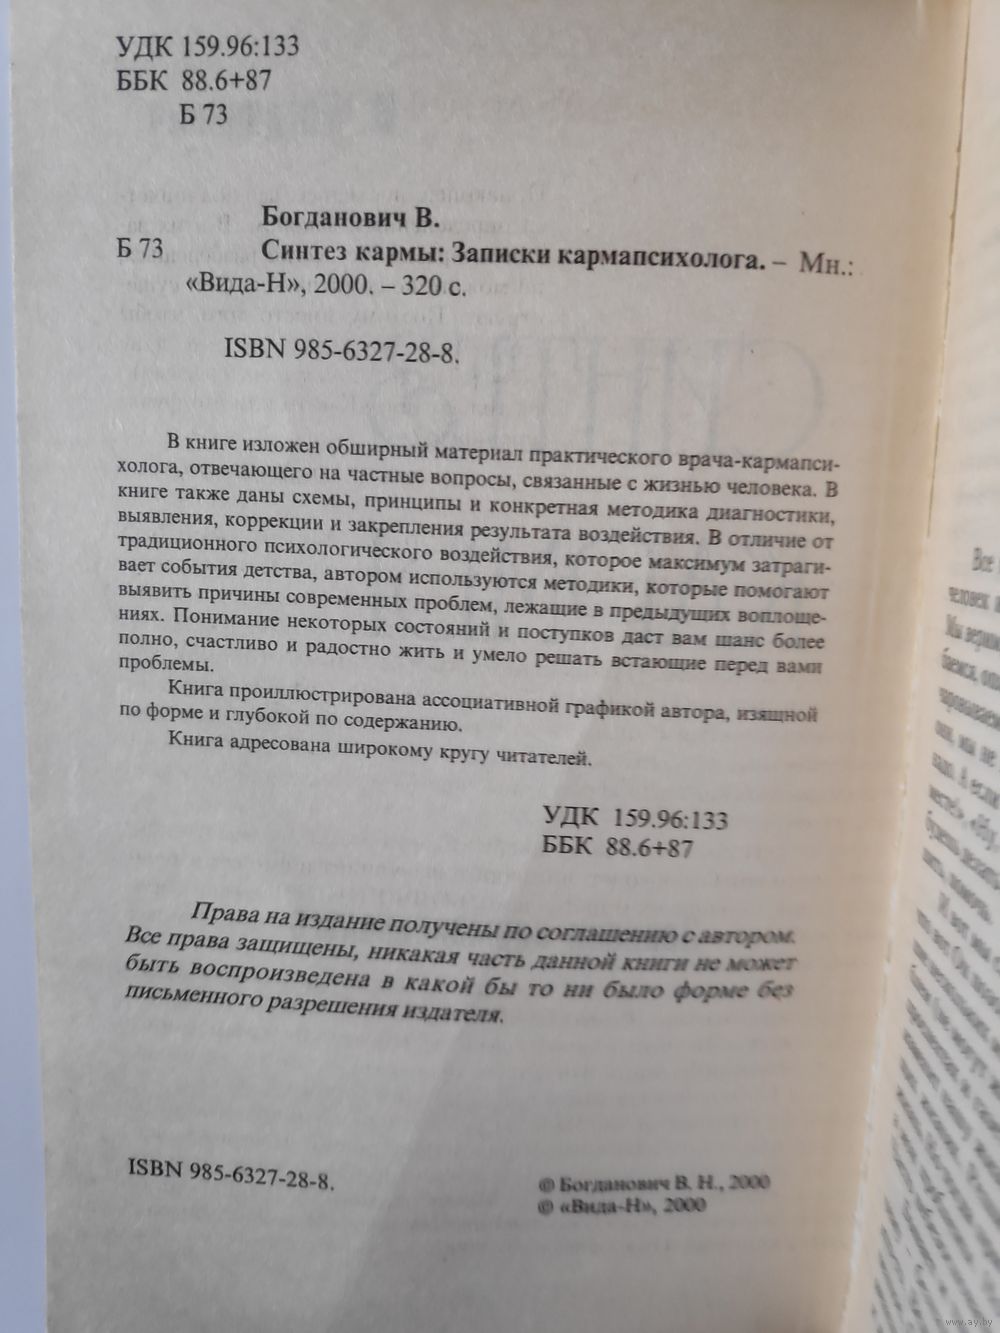 УДК 159.96:133
ББК 88.6+87
Б 73
Богданович В.
Б 73 Синтез кармы: Записки кармапсихолога. – Мн.:
«Вида-Н», 2000. – 320 с.
ISBN 985-6327-28-8.
В книге изложен обширный материал практического врача-кармапси-
холога, отвечающего на частные вопросы, связанные с жизнью человека. В
книге также даны схемы, принципы и конкретная методика диагностики,
выявления, коррекции и закрепления результата воздействия. В отличие от
традиционного психологического воздействия, которое максимум затраги-
вает события детства, автором используются методики, которые помогают
выявить причины современных проблем, лежащие в предыдущих воплоще-
ниях. Понимание некоторых состояний и поступков даст вам шанс более
полно, счастливо и радостно жить и умело решать встающие перед вами
проблемы.
Книга проиллюстрирована ассоциативной графикой автора, изящной
по форме и глубокой по содержанию.
Книга адресована широкому кругу читателей.
УДК 159.96:133
ББК 88.6+87
Права на издание получены по соглашению с автором.
Все права защищены, никакая часть данной книги не может
быть воспроизведена в какой бы то ни было форме без
письменного разрешения издателя.
ISBN 985-6327-28-8.
© Богданович В. Н., 2000
© «Вида-Н», 2000
Все
человек
Мы
И вот мы
www.ay.by